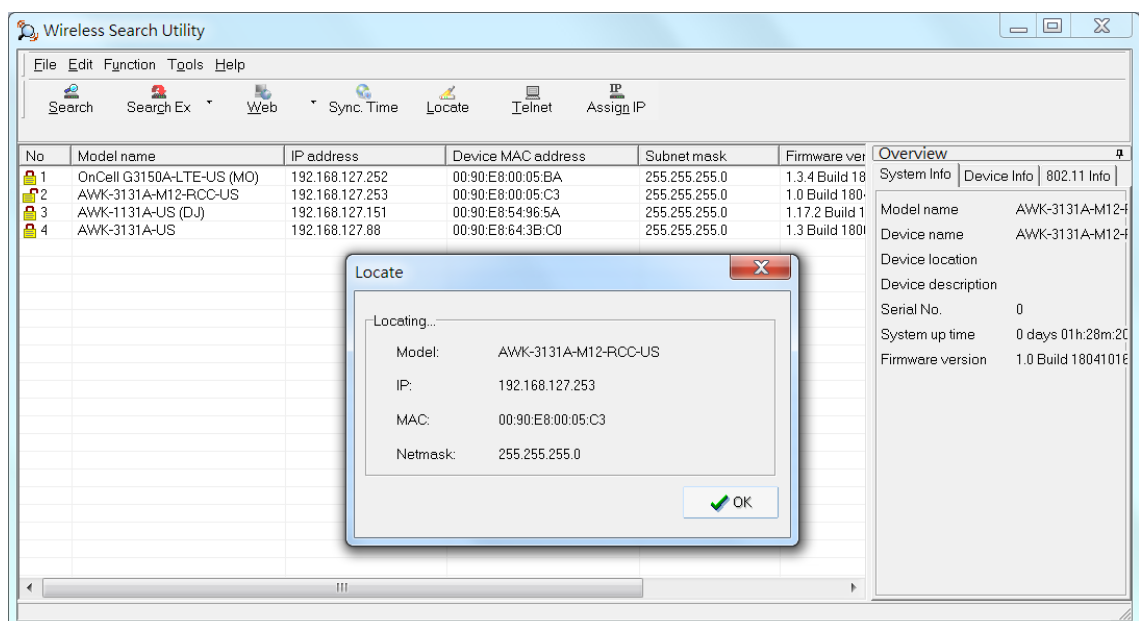 Wireless Search Utility
File Edit Function Tools Help
Search Search Ex Web Sync. Time Locate Telnet IP Assign IP
No Model name IP address Device MAC address Subnet mask Firmware ver
1 OnCell G3150A-LTE-US (MO) 192.168.127.252 00:90:E8:00:05:BA 255.255.255.0 1.3.4 Build 18
2 AWK-3131A-M12-RCC-US 192.168.127.253 00:90:E8:00:05:C3 255.255.255.0 1.0 Build 180
3 AWK-1131A-US (DJ) 192.168.127.151 00:90:E8:54:96:5A 255.255.255.0 1.17.2 Build 1
4 AWK-3131A-US 192.168.127.88 00:90:E8:64:3B:C0 255.255.255.0 1.3 Build 180
Overview
System Info Device Info 802.11 Info
Model name AWK-3131A-M12-
Device name AWK-3131A-M12-
Device location
Device description
Serial No. 0
System up time 0 days 01h:28m:20
Firmware version 1.0 Build 1804101
Locate
Locating...
Model: AWK-3131A-M12-RCC-US
IP: 192.168.127.253
MAC: 00:90:E8:00:05:C3
Netmask: 255.255.255.0
OK